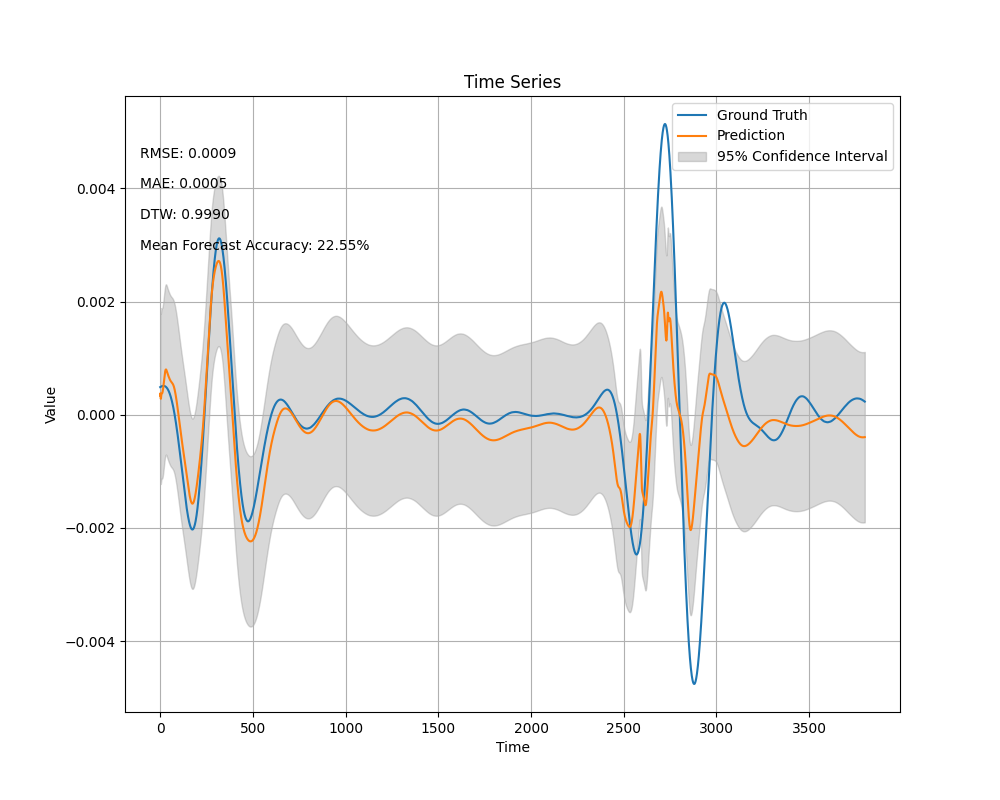 Time Series
Ground Truth
Prediction
95% Confidence Interval
RMSE: 0.0009
MAE: 0.0005
DTW: 0.9990
Mean Forecast Accuracy: 22.55%
Value
0.004
0.002
0.000
−0.002
−0.004
0
500
1000
1500
2000
2500
3000
3500
Time